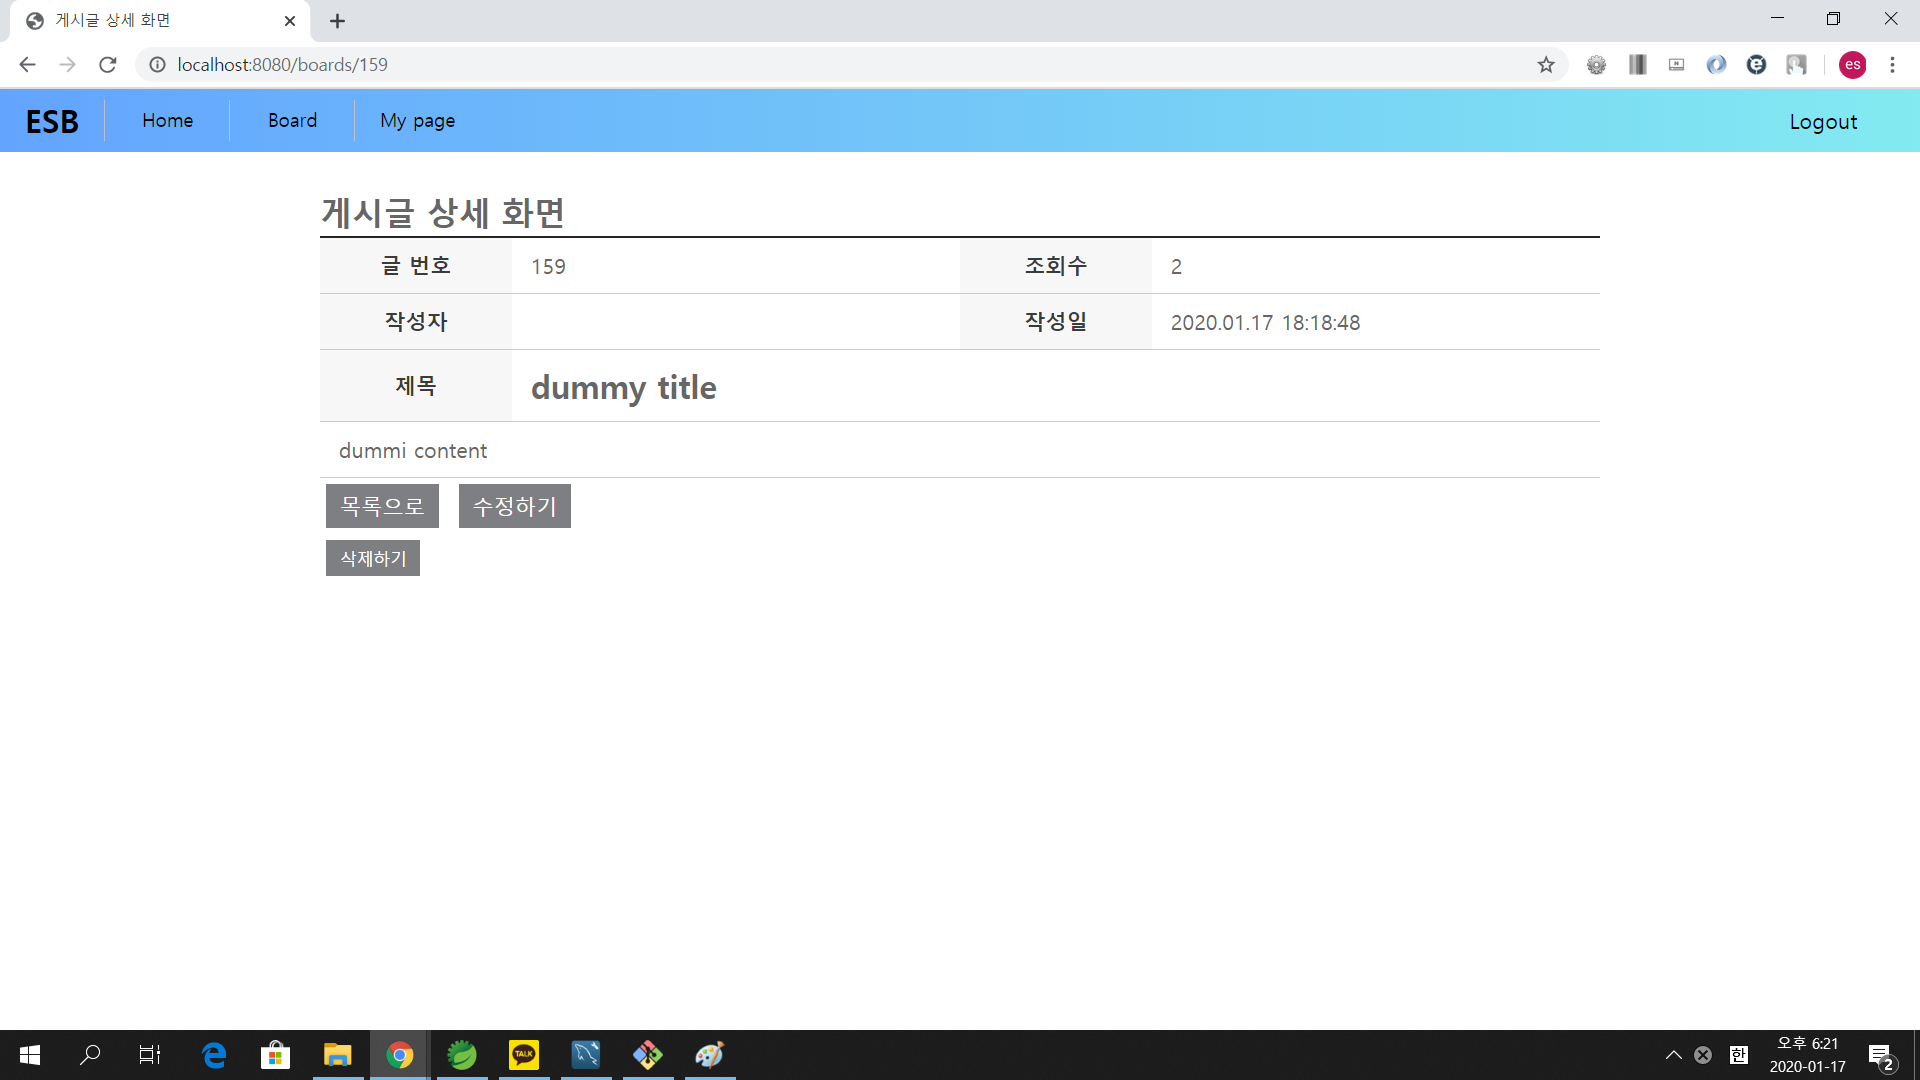 게시글 상세 화면
localhost:8080/boards/159
es
ESB Home Board My page Logout
게시글 상세 화면
글 번호 159 조회수 2
작성자 작성일 2020.01.17 18:18:48
제목 dummy title
dummi content
목록으로 수정하기
삭제하기
TALK
한
오후 6:21
2020-01-17
2